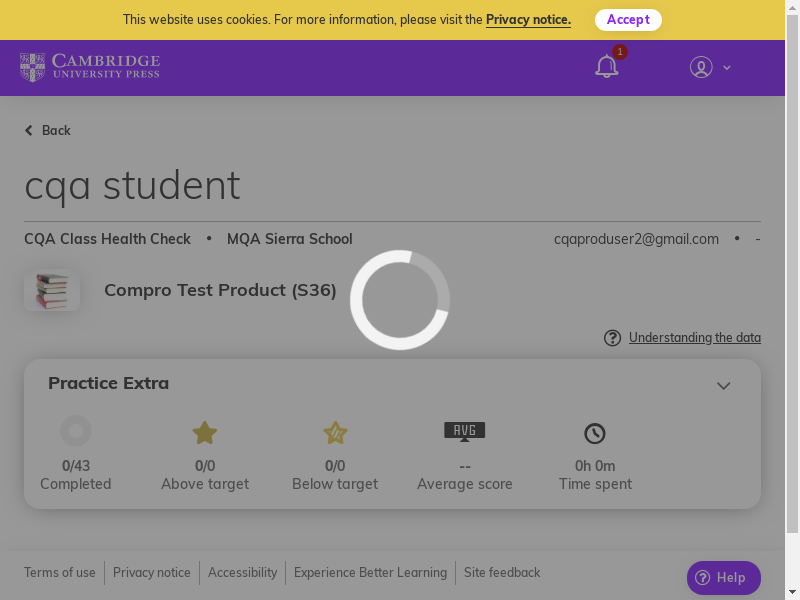 This website uses cookies. For more information, please visit the Privacy notice. Accept
CAMBRIDGE
UNIVERSITY PRESS
1
Back
cqa student
CQA Class Health Check • MQA Sierra School cqaproduser2@gmail.com • -
Compro Test Product (S36)
Understanding the data
Practice Extra
AVG
0/43 0/0 0/0 -- 0h 0m
Completed Above target Below target Average score Time spent
Terms of use Privacy notice Accessibility Experience Better Learning Site feedback
Help